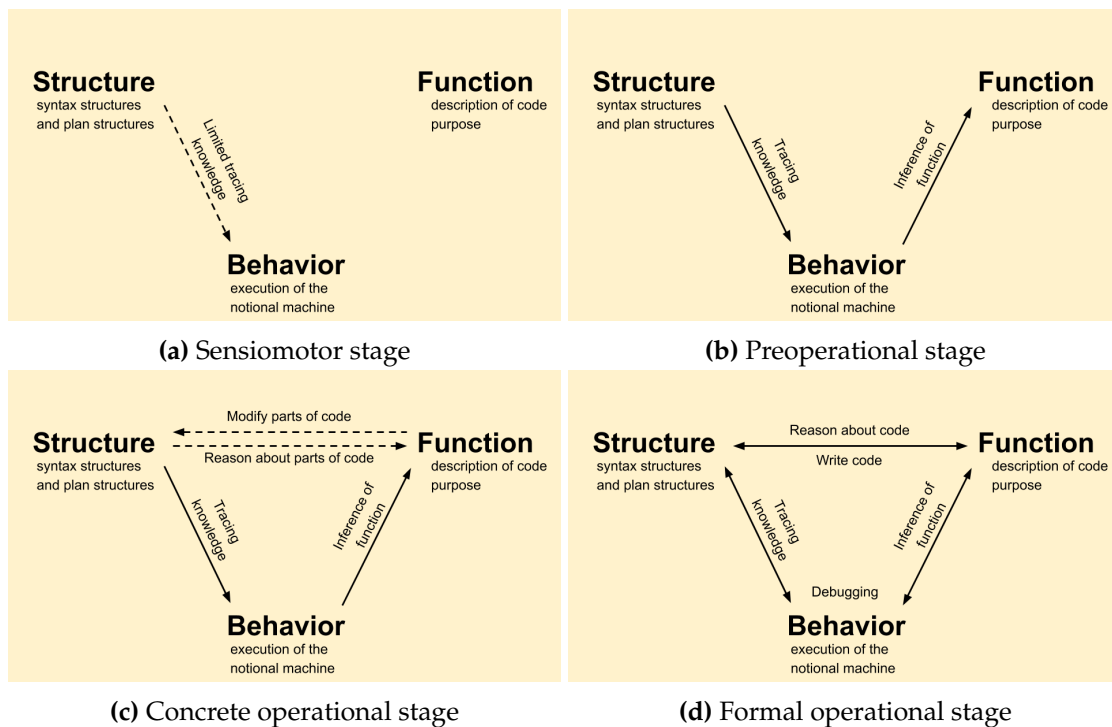 Structure
syntax structures
and plan structures
Function
description of code
purpose
Limited tracing
knowledge
Behavior
execution of the
notional machine
(a) Sensiomotor stage
Structure
syntax structures
and plan structures
Function
description of code
purpose
Tracing
knowledge
Inference of
function
Behavior
execution of the
notional machine
(b) Preoperational stage
Modify parts of code
Structure
syntax structures
and plan structures
Function
description of code
purpose
Reason about parts of code
Tracing
knowledge
Inference of
function
Behavior
execution of the
notional machine
(c) Concrete operational stage
Reason about code
Structure
syntax structures
and plan structures
Function
description of code
purpose
Write code
Tracing
knowledge
Inference of
function
Debugging
Behavior
execution of the
notional machine
(d) Formal operational stage